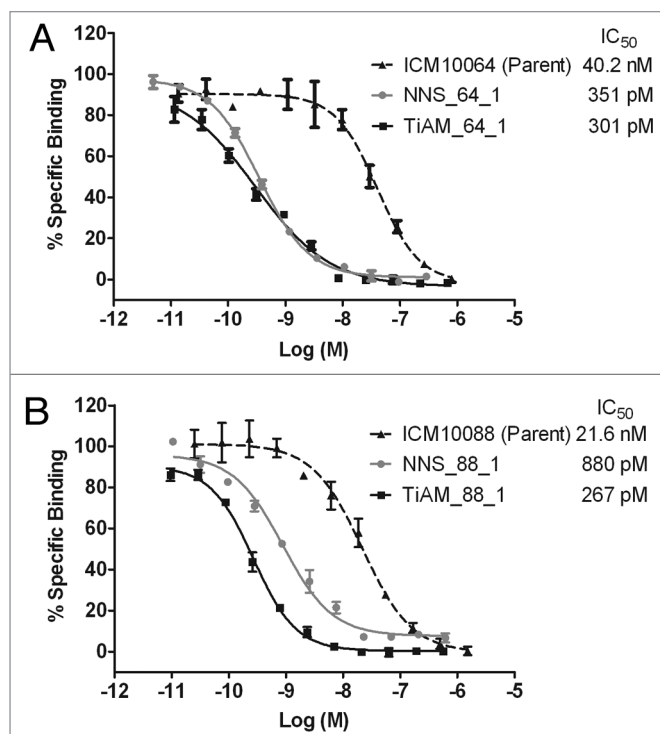 A
IC50
ICM10064 (Parent) 40.2 nM
NNS_64_1 351 pM
TiAM_64_1 301 pM
120
100
80
60
40
20
0
% Specific Binding
-12 -11 -10 -9 -8 -7 -6 -5
Log (M)
B
IC50
ICM10088 (Parent) 21.6 nM
NNS_88_1 880 pM
TiAM_88_1 267 pM
120
100
80
60
40
20
0
% Specific Binding
-12 -11 -10 -9 -8 -7 -6 -5
Log (M)